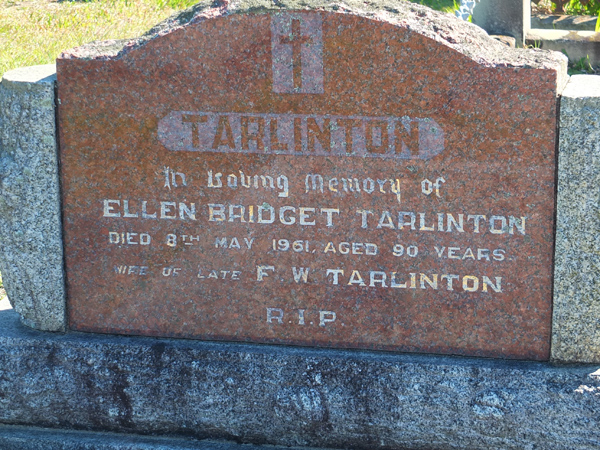 TARLINTON
In Loving Memory of
ELLEN BRIDGET TARLINTON
DIED 8TH MAY 1961, AGED 90 YEARS.
WIFE OF LATE F. W. TARLINTON
R.I.P.